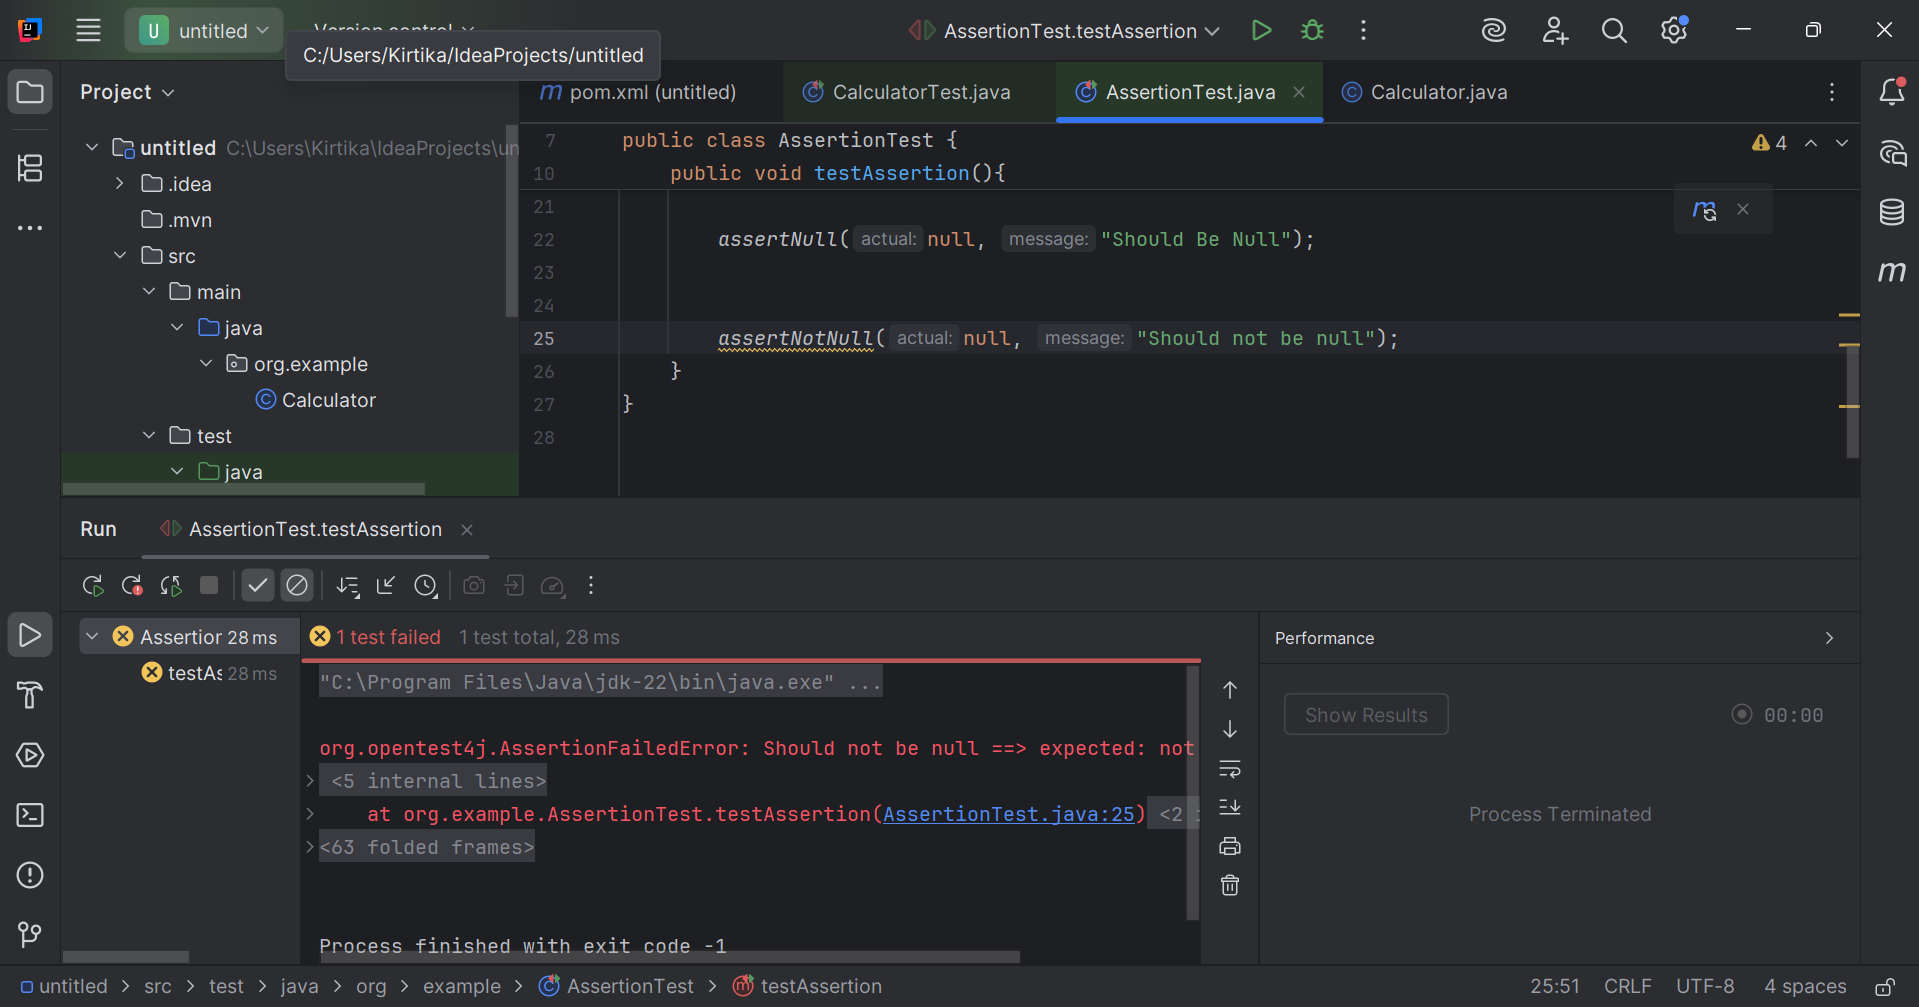 U untitled
Version control
AssertionTest.testAssertion
C:/Users/Kirtika/IdeaProjects/untitled
Project
m pom.xml (untitled)
CalculatorTest.java
AssertionTest.java
Calculator.java
untitled C:\Users\Kirtika\IdeaProjects\un
.idea
.mvn
src
main
java
org.example
Calculator
test
java
7 public class AssertionTest {
4
10 public void testAssertion(){
21
22 assertNull( actual: null, message: "Should Be Null");
23
24
25 assertNotNull( actual: null, message: "Should not be null");
26 }
27 }
28
m
Run
AssertionTest.testAssertion
Assertior 28 ms
testAs 28 ms
1 test failed 1 test total, 28 ms
"C:\Program Files\Java\jdk-22\bin\java.exe" ...
org.opentest4j.AssertionFailedError: Should not be null ==> expected: not
<5 internal lines>
at org.example.AssertionTest.testAssertion(AssertionTest.java:25) <2
<63 folded frames>
Process finished with exit code -1
Performance
Show Results
00:00
Process Terminated
untitled > src > test > java > org > example > AssertionTest > testAssertion
25:51 CRLF UTF-8 4 spaces